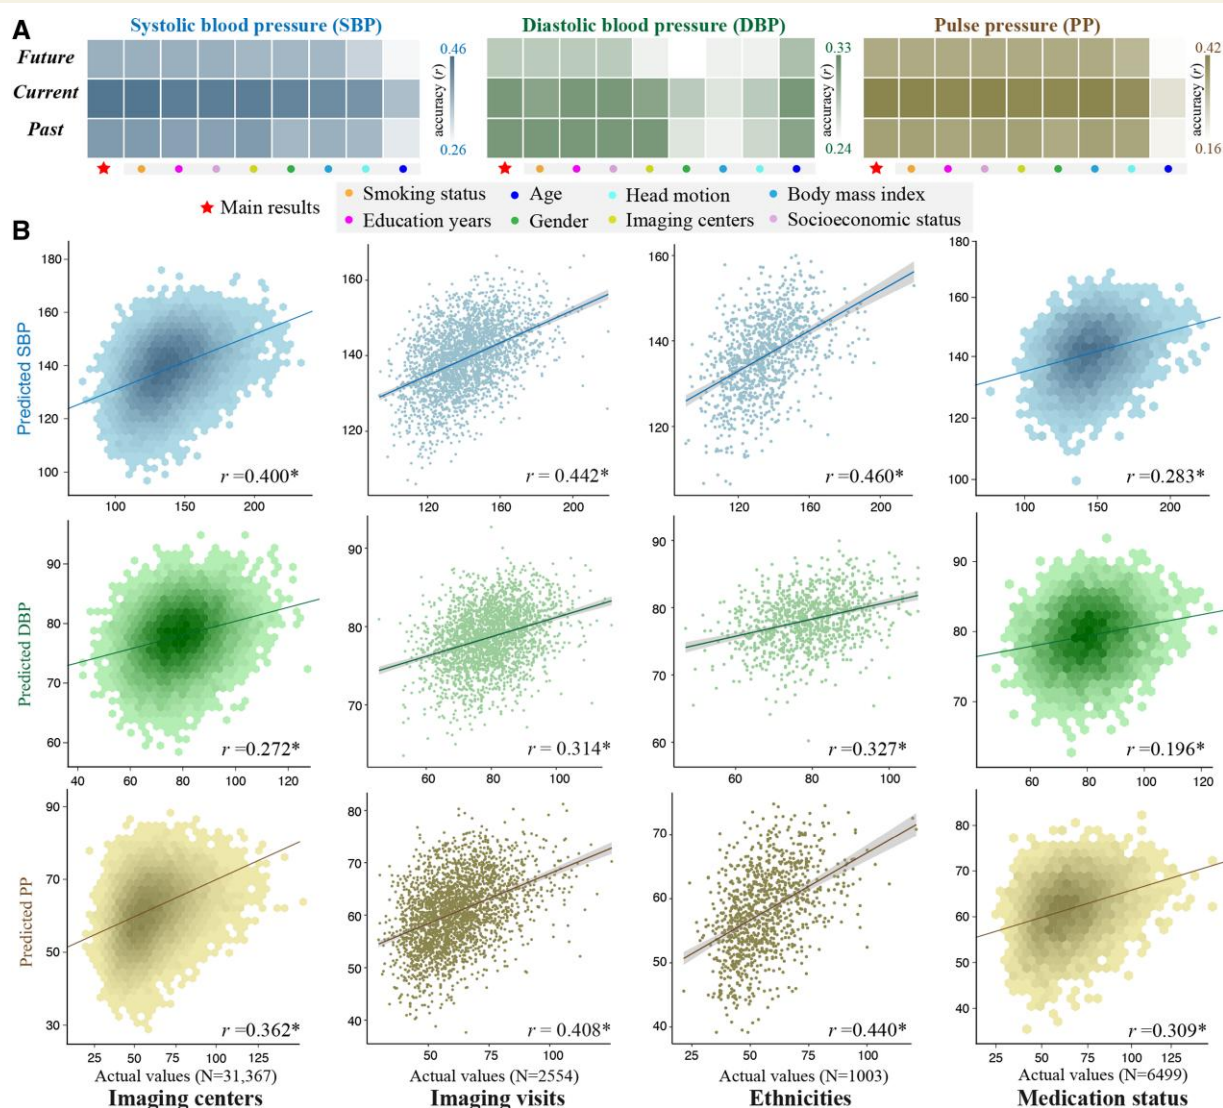 A
Systolic blood pressure (SBP)
Diastolic blood pressure (DBP)
Pulse pressure (PP)
Future
Current
Past
0.46
accuracy (r)
0.26
0.33
accuracy (r)
0.24
0.42
accuracy (r)
0.16
Main results
Smoking status
Age
Head motion
Body mass index
Education years
Gender
Imaging centers
Socioeconomic status
B
Predicted SBP
180
160
140
120
100
r =0.400*
100 150 200
160
140
120
r = 0.442*
120 160 200
160
140
120
r =0.460*
120 160 200
180
160
140
120
100
r =0.283*
100 150 200
Predicted DBP
90
80
70
60
r =0.272*
40 60 80 100 120
90
80
70
r = 0.314*
60 80 100
90
80
70
60
r =0.327*
60 80 100
90
80
70
r =0.196*
40 60 80 100 120
Predicted PP
90
70
50
30
r =0.362*
25 50 75 100 125
80
70
60
50
40
r = 0.408*
50 75 100
70
60
50
40
r =0.440*
25 50 75 100
80
70
60
50
40
r =0.309*
25 50 75 100 125
Actual values (N=31,367)
Actual values (N=2554)
Actual values (N=1003)
Actual values (N=6499)
Imaging centers
Imaging visits
Ethnicities
Medication status